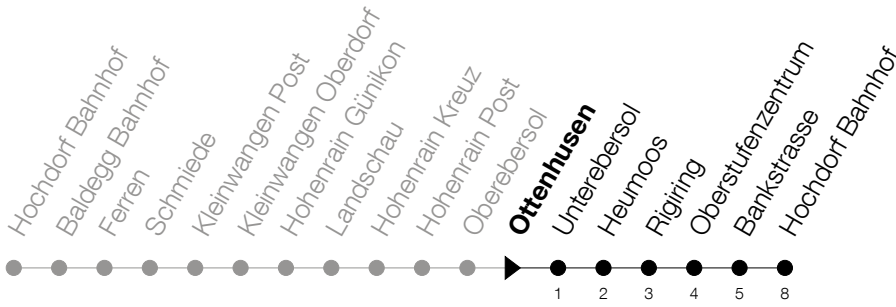 Hochdorf Bahnhof
Baldegg Bahnhof
Ferren
Schmiede
Kleinwangen Post
Kleinwangen Oberdorf
Hohenrain Günikon
Landschau
Hohenrain Kreuz
Hohenrain Post
Oberebersol
Ottenhusen
Unterebersol
Heumoos
Rigiring
Oberstufenzentrum
Bankstrasse
Hochdorf Bahnhof
1 2 3 4 5 8